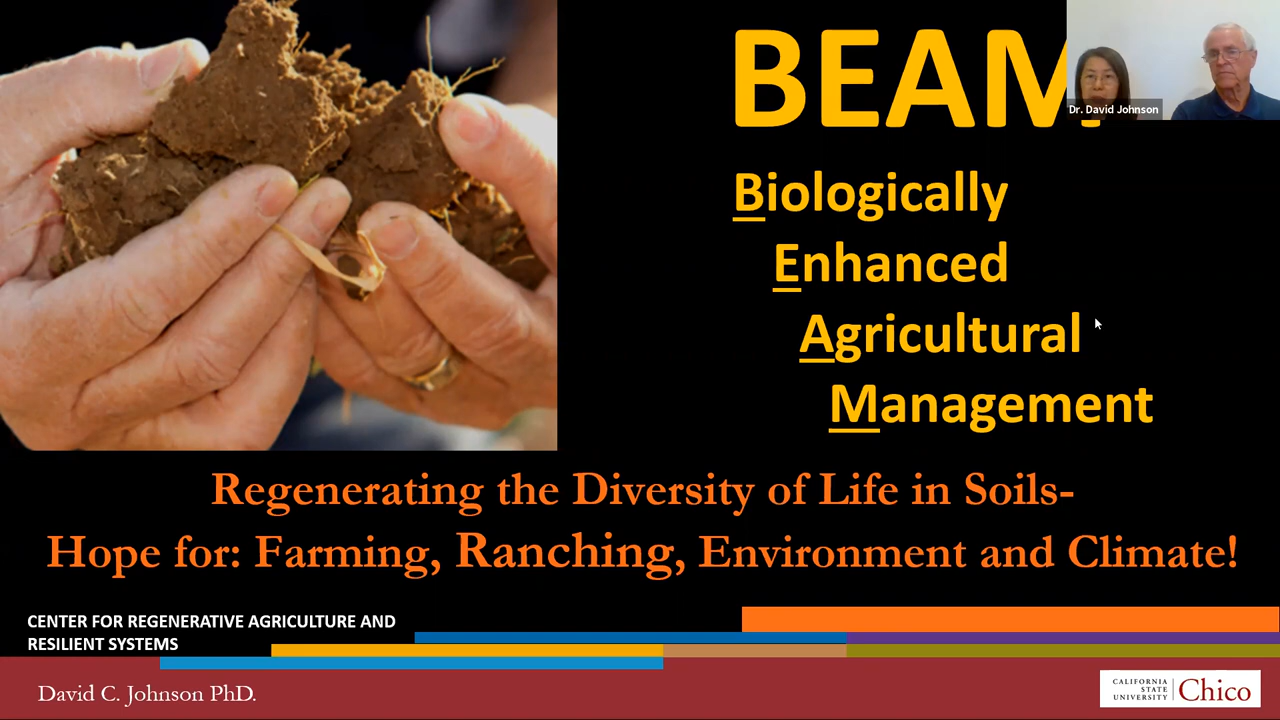 BEAM
Dr. David Johnson
Biologically
Enhanced
Agricultural
Management
Regenerating the Diversity of Life in Soils-
Hope for: Farming, Ranching, Environment and Climate!
CENTER FOR REGENERATIVE AGRICULTURE AND
RESILIENT SYSTEMS
David C. Johnson PhD.
CALIFORNIA
STATE
UNIVERSITY
Chico